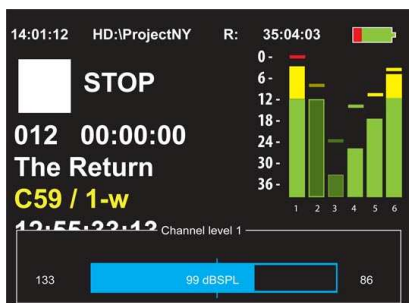 14:01:12 HD:\ProjectNY R: 35:04:03
STOP
012 00:00:00
The Return
C59 / 1-w
0-
6-
12-
18-
24-
30-
36-
1 2 3 4 5 6
Channel level 1
133 99 dBSPL 86